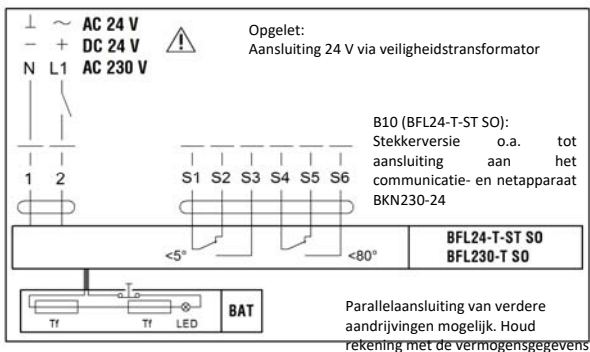 ⊥ ~ AC 24 V
− + DC 24 V
N L1 AC 230 V
Opgelet:
Aansluiting 24 V via veiligheidstransformator
B10 (BFL24-T-ST SO):
Stekkerversie o.a. tot
aansluiting aan het
communicatie- en netapparaat
BKN230-24
1 2 S1 S2 S3 S4 S5 S6
<5° <80°
BFL24-T-ST SO
BFL230-T SO
Tf Tf LED
BAT
Parallelaansluiting van verdere
aandrijvingen mogelijk. Houd
rekening met de vermogensgegevens